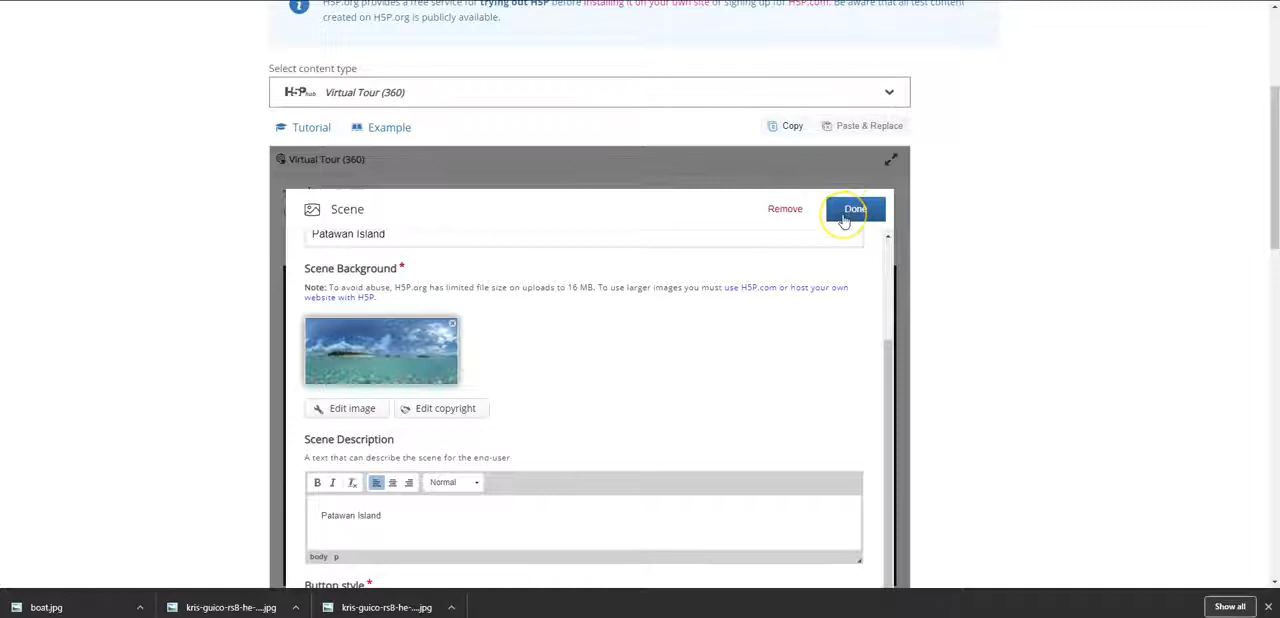 H5P.org provides a free service for trying out H5P before installing it on your own site or signing up for H5P.com. Be aware that all test content
created on H5P.org is publicly available.
Select content type
H5P hub Virtual Tour (360)
Tutorial Example Copy Paste & Replace
Virtual Tour (360)
Scene Remove Done
Patawan Island
Scene Background *
Note: To avoid abuse, H5P.org has limited file size on uploads to 16 MB. To use larger images you must use H5P.com or host your own
website with H5P.
Edit image Edit copyright
Scene Description
A text that can describe the scene for the end-user
B I Tx Normal
Patawan Island
body p
Button style *
boat.jpg kris-guico-rs8-he-....jpg kris-guico-rs8-he-....jpg Show all